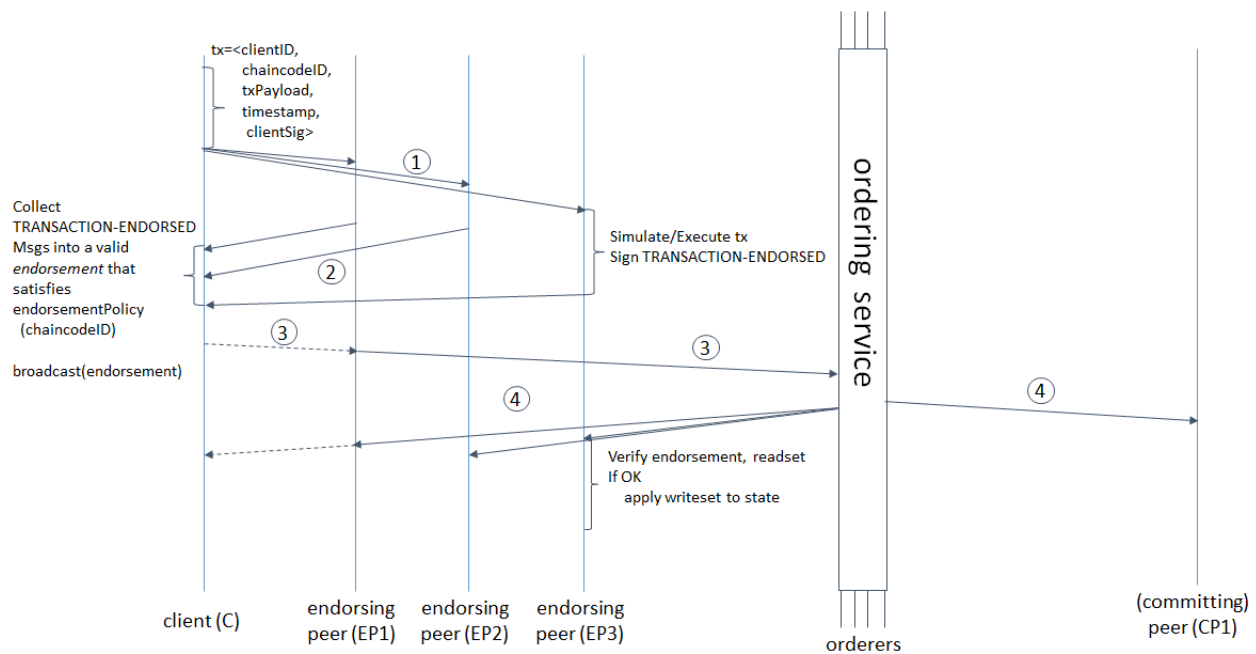 tx=<clientID,
chaincodeID,
txPayload,
timestamp,
clientSig>
1
Collect
TRANSACTION-ENDORSED
Msgs into a valid
endorsement that
satisfies
endorsementPolicy
(chaincodeID)
2
Simulate/Execute tx
Sign TRANSACTION-ENDORSED
ordering service
3
3
broadcast(endorsement)
4
4
Verify endorsement, readset
If OK
apply writeset to state
client (C)
endorsing
peer (EP1)
endorsing
peer (EP2)
endorsing
peer (EP3)
orderers
(committing)
peer (CP1)